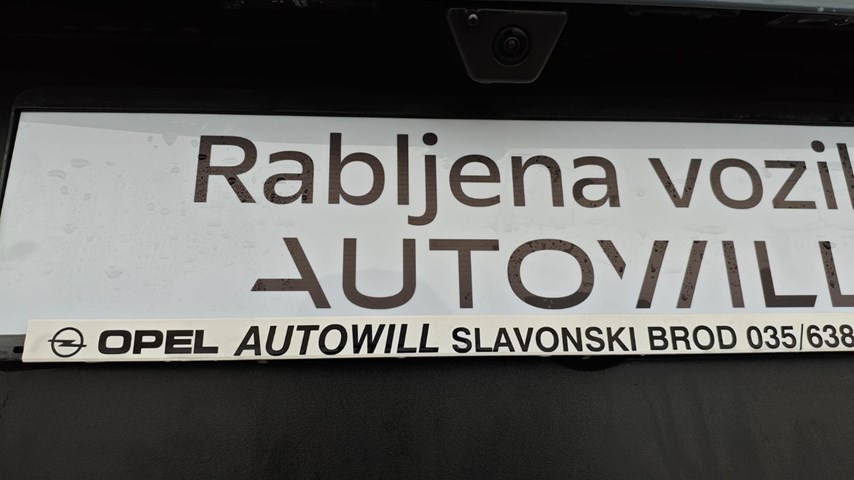 Rabljena vozil
AUTOWILL
OPEL AUTOWILL SLAVONSKI BROD 035/638